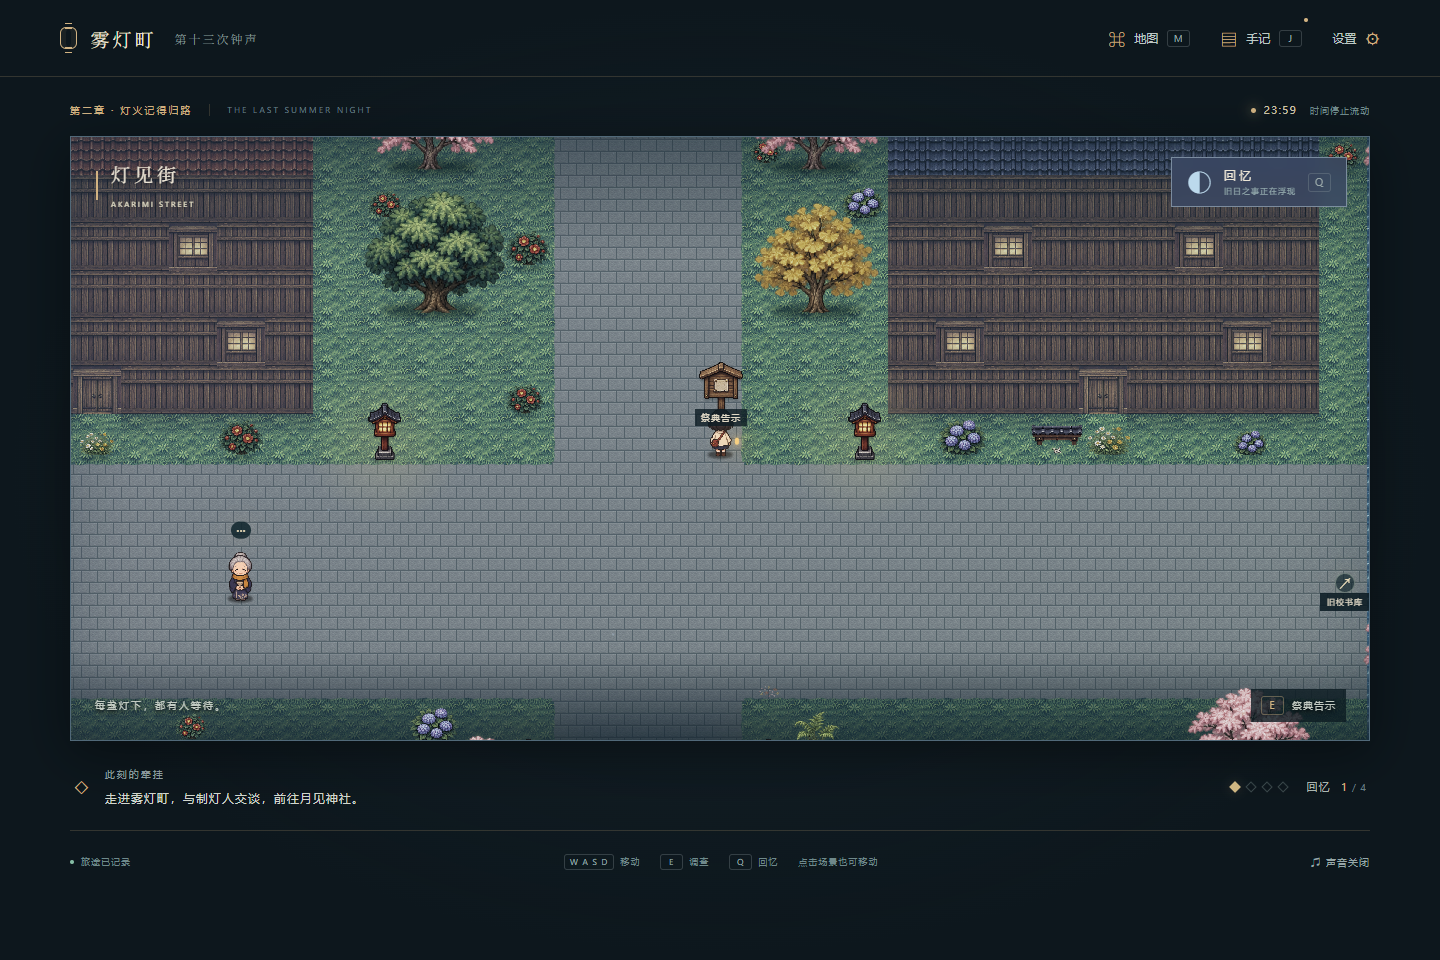 雾灯町 第十三次钟声
地图 M 手记 J 设置
第二章 · 灯火记得归路 THE LAST SUMMER NIGHT
23:59 时间停止流动
灯见街
AKARIMI STREET
回忆
旧日之事正在浮现
Q
祭典告示
...
旧校书库
每盏灯下，都有人等待。
E 祭典告示
此刻的牵挂
走进雾灯町，与制灯人交谈，前往月见神社。
回忆 1 / 4
旅途已记录
WASD 移动 E 调查 Q 回忆 点击场景也可移动
声音关闭